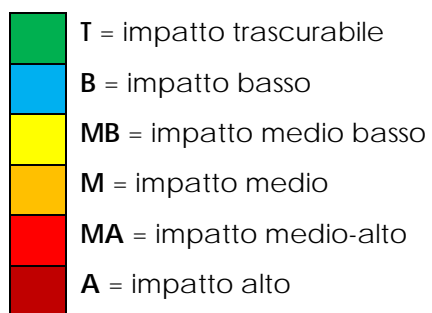 T = impatto trascurabile
B = impatto basso
MB = impatto medio basso
M = impatto medio
MA = impatto medio-alto
A = impatto alto